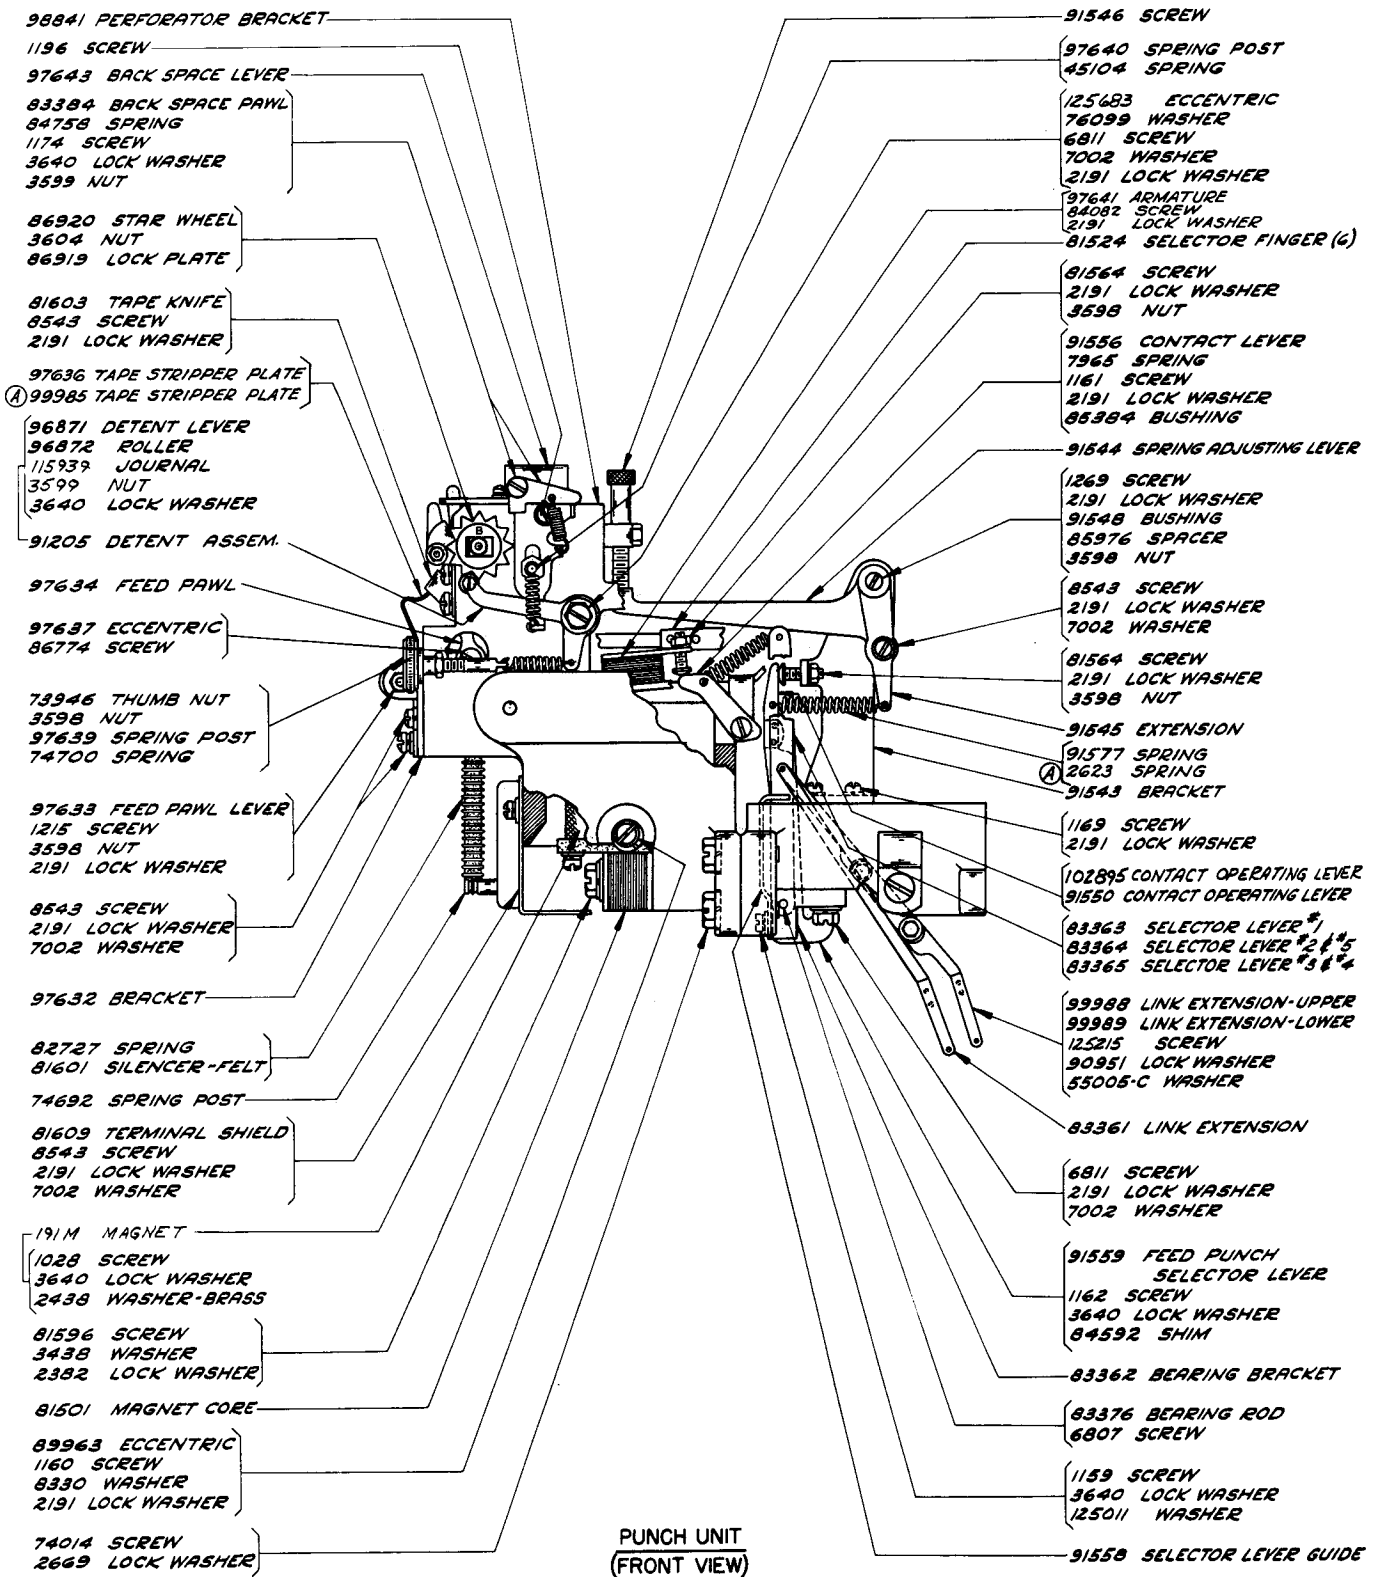 98841 PERFORATOR BRACKET
1196 SCREW
97643 BACK SPACE LEVER
83384 BACK SPACE PAWL
84758 SPRING
1174 SCREW
3640 LOCK WASHER
3599 NUT
86920 STAR WHEEL
3604 NUT
86919 LOCK PLATE
81603 TAPE KNIFE
8543 SCREW
2191 LOCK WASHER
97636 TAPE STRIPPER PLATE
(A) 99985 TAPE STRIPPER PLATE
96871 DETENT LEVER
96872 ROLLER
115939 JOURNAL
3599 NUT
3640 LOCK WASHER
91205 DETENT ASSEM.
97634 FEED PAWL
97637 ECCENTRIC
86774 SCREW
73946 THUMB NUT
3598 NUT
97639 SPRING POST
74700 SPRING
97633 FEED PAWL LEVER
1215 SCREW
3598 NUT
2191 LOCK WASHER
8543 SCREW
2191 LOCK WASHER
7002 WASHER
97632 BRACKET
82727 SPRING
81601 SILENCER-FELT
74692 SPRING POST
81609 TERMINAL SHIELD
8543 SCREW
2191 LOCK WASHER
7002 WASHER
191M MAGNET
1028 SCREW
3640 LOCK WASHER
2438 WASHER-BRASS
81596 SCREW
3438 WASHER
2382 LOCK WASHER
81501 MAGNET CORE
89963 ECCENTRIC
1160 SCREW
8330 WASHER
2191 LOCK WASHER
74014 SCREW
2669 LOCK WASHER
B
91546 SCREW
97640 SPRING POST
45104 SPRING
125683 ECCENTRIC
76099 WASHER
6811 SCREW
7002 WASHER
2191 LOCK WASHER
97641 ARMATURE
84082 SCREW
2191 LOCK WASHER
81524 SELECTOR FINGER (6)
81564 SCREW
2191 LOCK WASHER
3598 NUT
91556 CONTACT LEVER
7965 SPRING
1161 SCREW
2191 LOCK WASHER
85384 BUSHING
91544 SPRING ADJUSTING LEVER
1269 SCREW
2191 LOCK WASHER
91548 BUSHING
85976 SPACER
3598 NUT
8543 SCREW
2191 LOCK WASHER
7002 WASHER
81564 SCREW
2191 LOCK WASHER
3598 NUT
91545 EXTENSION
91577 SPRING
(A) 2623 SPRING
91543 BRACKET
1169 SCREW
2191 LOCK WASHER
102895 CONTACT OPERATING LEVER
91550 CONTACT OPERATING LEVER
83363 SELECTOR LEVER #1
83364 SELECTOR LEVER #2 & #5
83365 SELECTOR LEVER #3 & #4
99988 LINK EXTENSION-UPPER
99989 LINK EXTENSION-LOWER
125215 SCREW
90951 LOCK WASHER
55005-C WASHER
83361 LINK EXTENSION
6811 SCREW
2191 LOCK WASHER
7002 WASHER
91559 FEED PUNCH
SELECTOR LEVER
1162 SCREW
3640 LOCK WASHER
84592 SHIM
83362 BEARING BRACKET
83376 BEARING ROD
6807 SCREW
1159 SCREW
3640 LOCK WASHER
125011 WASHER
91558 SELECTOR LEVER GUIDE
PUNCH UNIT
(FRONT VIEW)